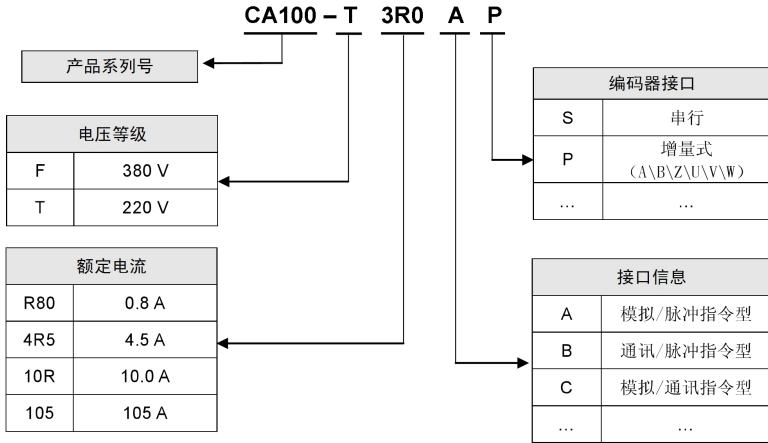 CA100 – T 3R0 A P
产品系列号
电压等级
F 380 V
T 220 V
额定电流
R80 0.8 A
4R5 4.5 A
10R 10.0 A
105 105 A
编码器接口
S 串行
P 增量式
（A\B\Z\U\V\W）
… …
接口信息
A 模拟/脉冲指令型
B 通讯/脉冲指令型
C 模拟/通讯指令型
… …